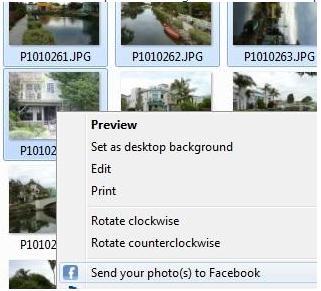 P1010261.JPG
P1010262.JPG
P1010263.JPG
P10102
Preview
Set as desktop background
Edit
Print
Rotate clockwise
Rotate counterclockwise
P10102
Send your photo(s) to Facebook